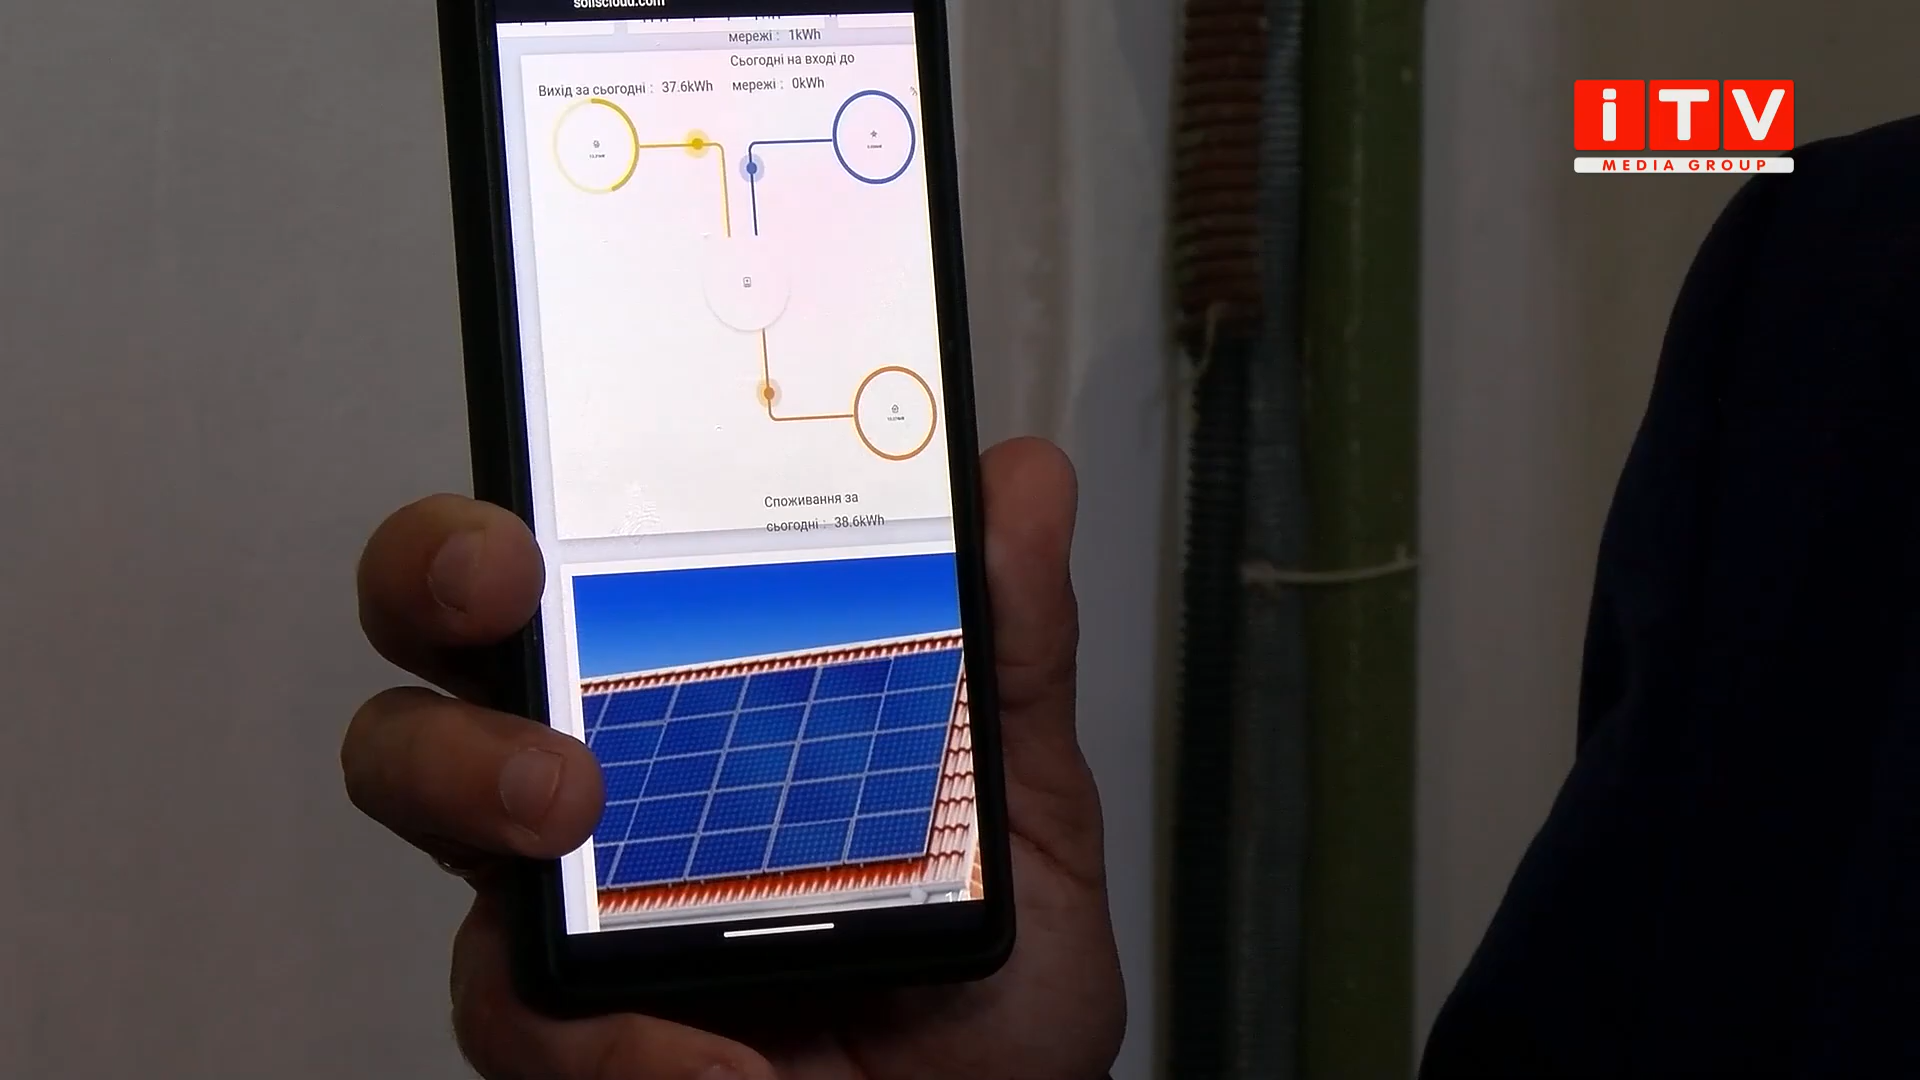 soliscloud.com
мережі : 1kWh
Сьогодні на вході до
мережі : 0kWh
Вихід за сьогодні : 37.6kWh
Споживання за
сьогодні : 38.6kWh
iTV
MEDIA GROUP